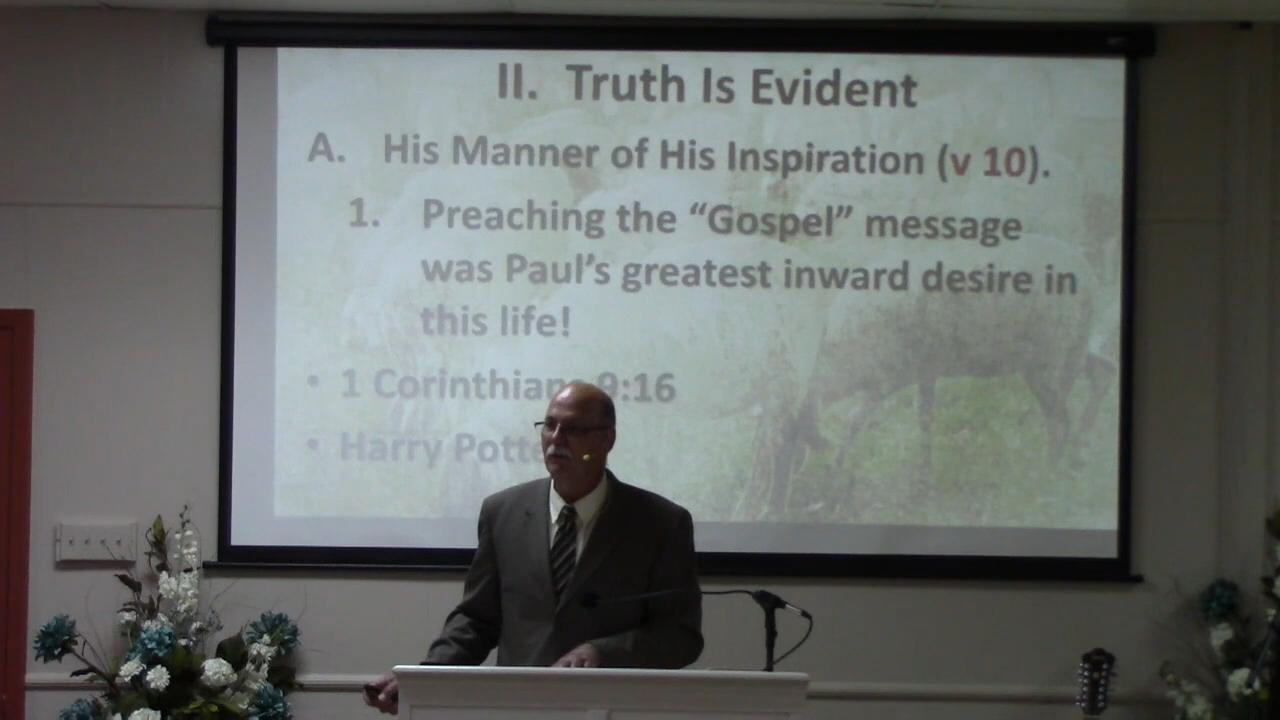 II. Truth Is Evident
A. His Manner of His Inspiration (v 10).
1. Preaching the “Gospel” message
was Paul’s greatest inward desire in
this life!
• 1 Corinthians 9:16
• Harry